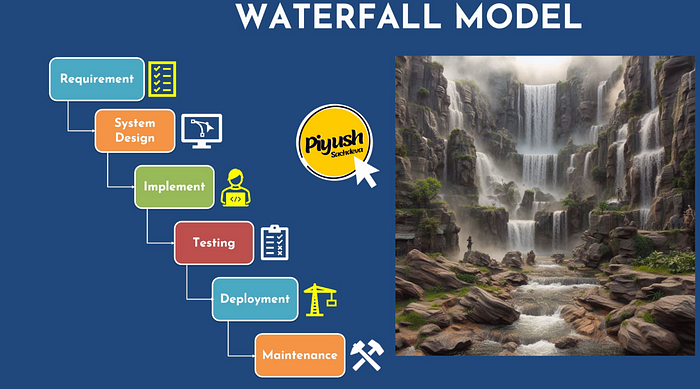 WATERFALL MODEL
Requirement
System
Design
Implement
Testing
Deployment
Maintenance
Piyush
Sachdeva